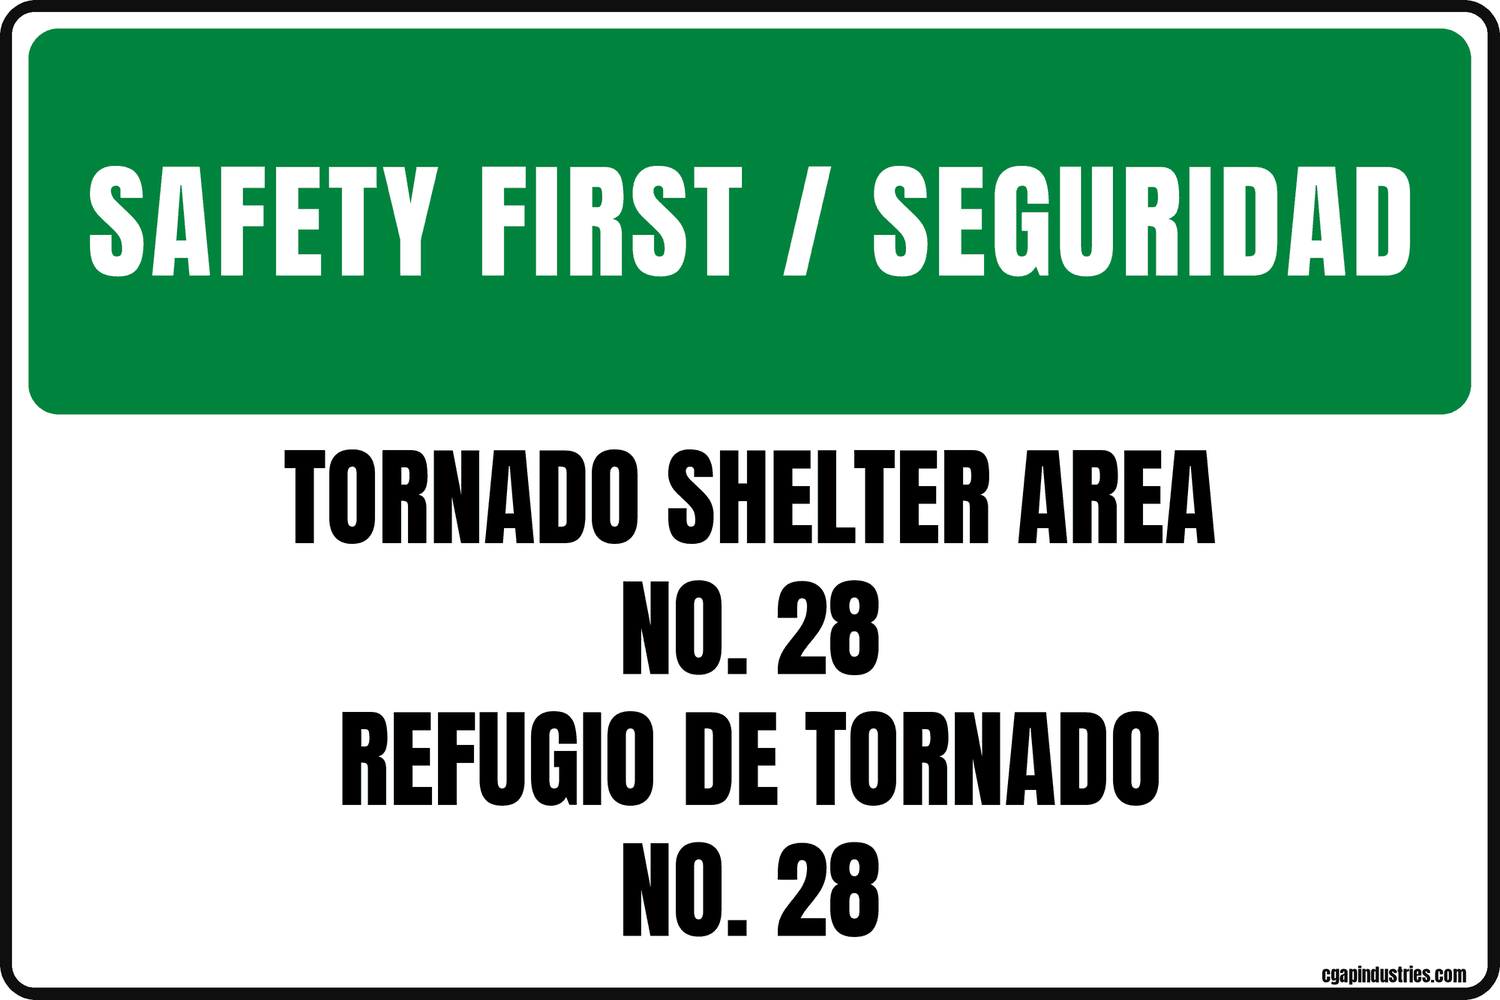 SAFETY FIRST / SEGURIDAD
TORNADO SHELTER AREA
NO. 28
REFUGIO DE TORNADO
NO. 28
cgapindustries.com